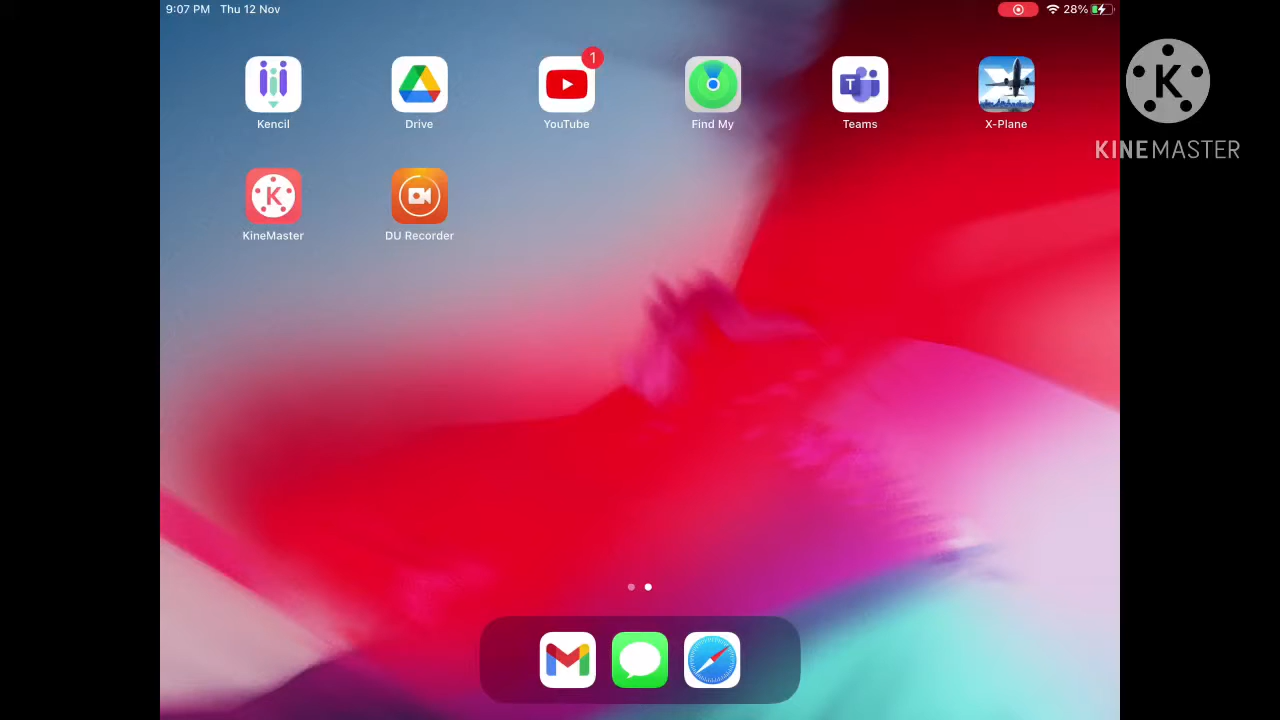 9:07 PM Thu 12 Nov
28%
1
Kencil
Drive
YouTube
Find My
Teams
X-Plane
KINEMASTER
KineMaster
DU Recorder